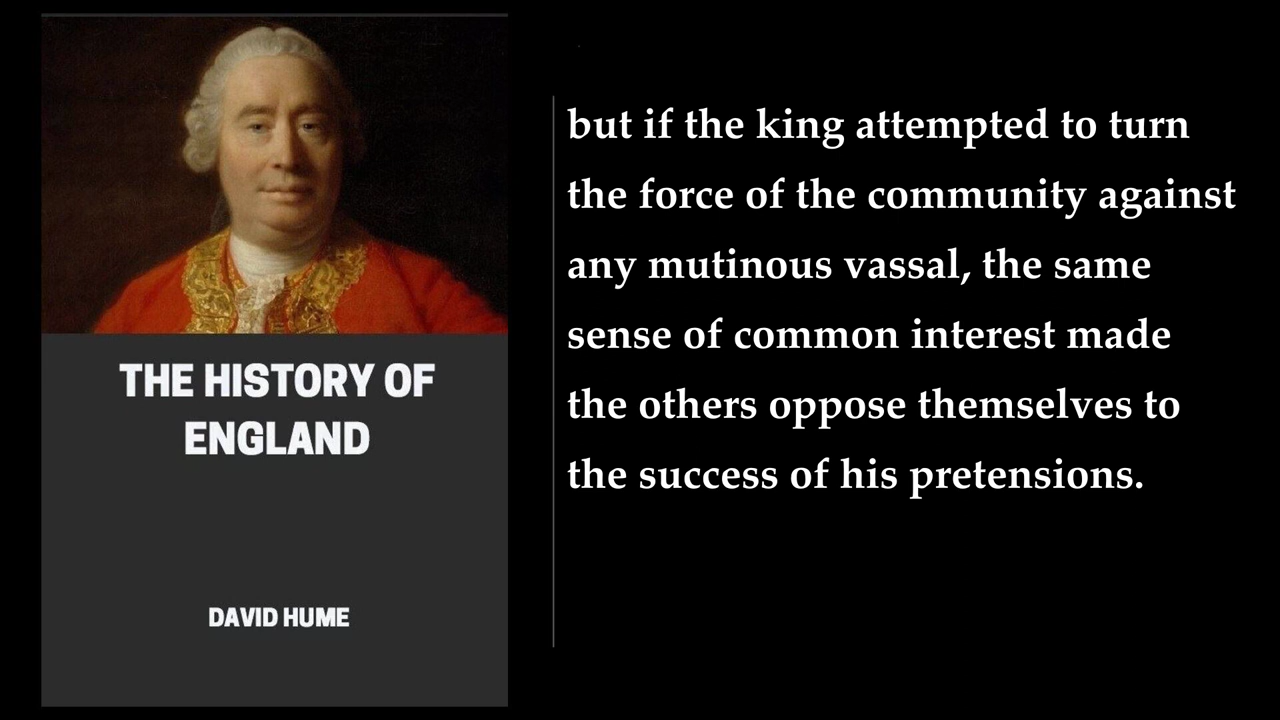 THE HISTORY OF
ENGLAND
DAVID HUME
but if the king attempted to turn
the force of the community against
any mutinous vassal, the same
sense of common interest made
the others oppose themselves to
the success of his pretensions.